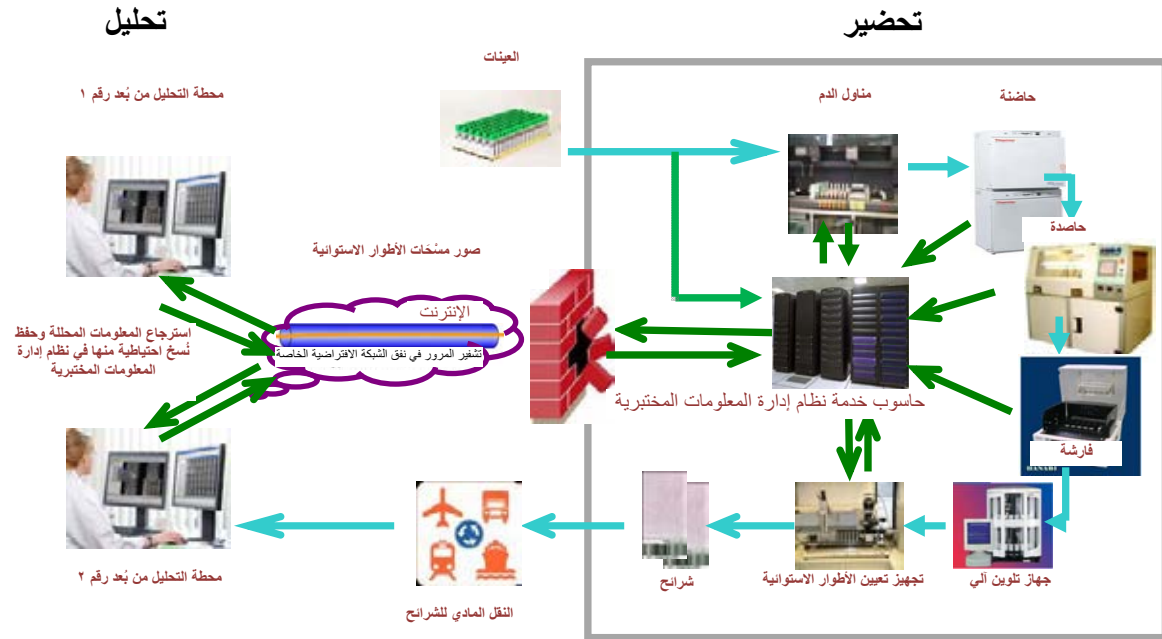 تحضير
تحليل
العينات
مناول الدم
حاضنة
محطة التحليل من بُعد رقم ١
حاصدة
صور مسْحَات الأطوار الاستوائية
الإنترنت
تشفير المرور في نفق الشبكة الافتراضية الخاصة
استرجاع المعلومات المحللة وحفظ
نُسخ احتياطية منها في نظام إدارة
المعلومات المختبرية
حاسوب خدمة نظام إدارة المعلومات المختبرية
فارشة
HANABI
جهاز تلوين آلي
تجهيز تعيين الأطوار الاستوائية
شرائح
محطة التحليل من بُعد رقم ٢
النقل المادي للشرائح